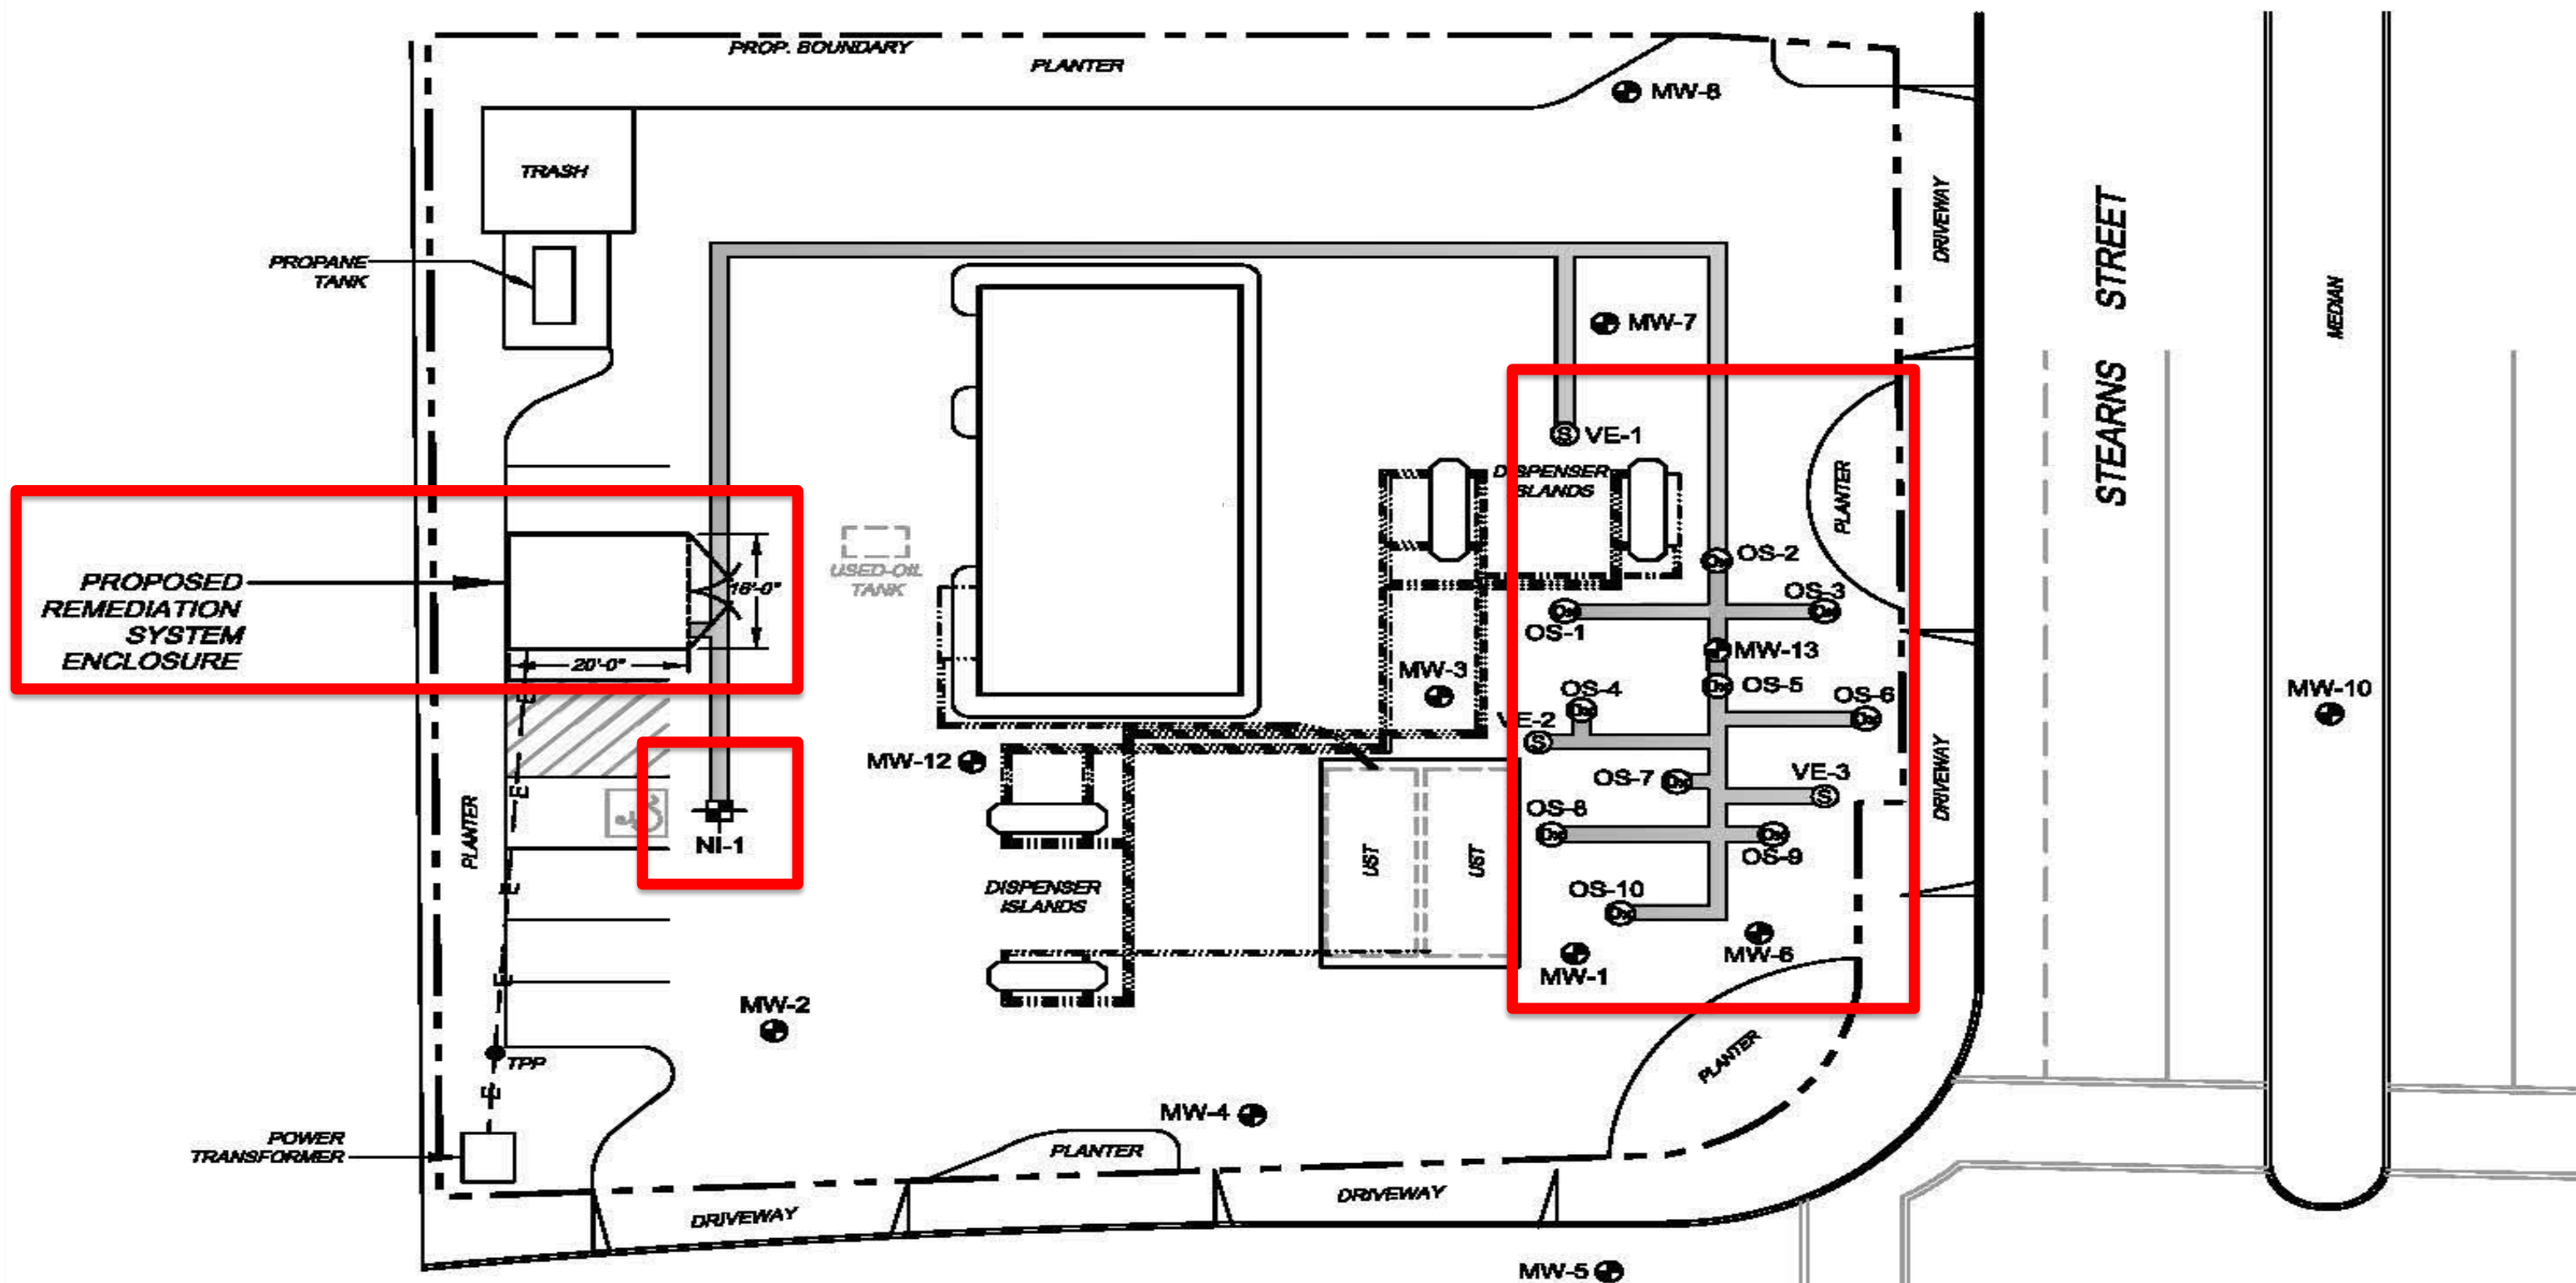 PROP. BOUNDARY
PLANTER
MW-8
TRASH
DRIVEWAY
STEARNS STREET
MEDIAN
PROPANE
TANK
MW-7
VE-1
DISPENSER
ISLANDS
PLANTER
USED-OIL
TANK
OS-2
PROPOSED
REMEDIATION
SYSTEM
ENCLOSURE
16'-0"
20'-0"
OS-3
OS-1
MW-13
MW-3
OS-4
OS-5
OS-6
MW-10
VE-2
E
MW-12
OS-7
VE-3
E
OS-8
DRIVEWAY
PLANTER
NI-1
UST
UST
OS-9
E
DISPENSER
ISLANDS
OS-10
MW-6
MW-1
E
MW-2
TPP
PLANTER
E
MW-4
POWER
TRANSFORMER
PLANTER
DRIVEWAY
DRIVEWAY
MW-5